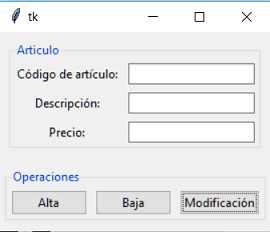 tk
Articulo
Código de artículo:
Descripción:
Precio:
Operaciones
Alta Baja Modificación